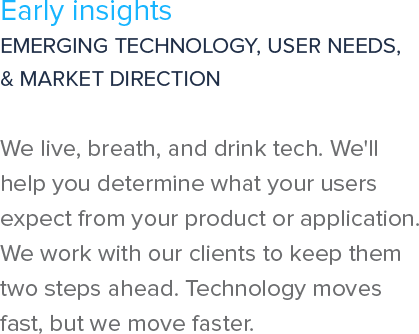 Early insights
EMERGING TECHNOLOGY, USER NEEDS,
& MARKET DIRECTION
We live, breath, and drink tech. We'll
help you determine what your users
expect from your product or application.
We work with our clients to keep them
two steps ahead. Technology moves
fast, but we move faster.